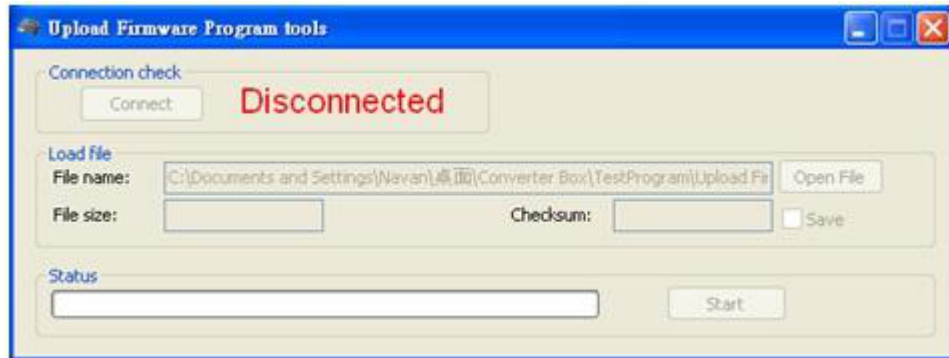 Upload Firmware Program tools
Connection check
Connect
Disconnected
Load file
File name:
C:\Documents and Settings\Navan\桌面\Converter Box\TestProgram\Upload Fir
Open File
File size:
Checksum:
Save
Status
Start